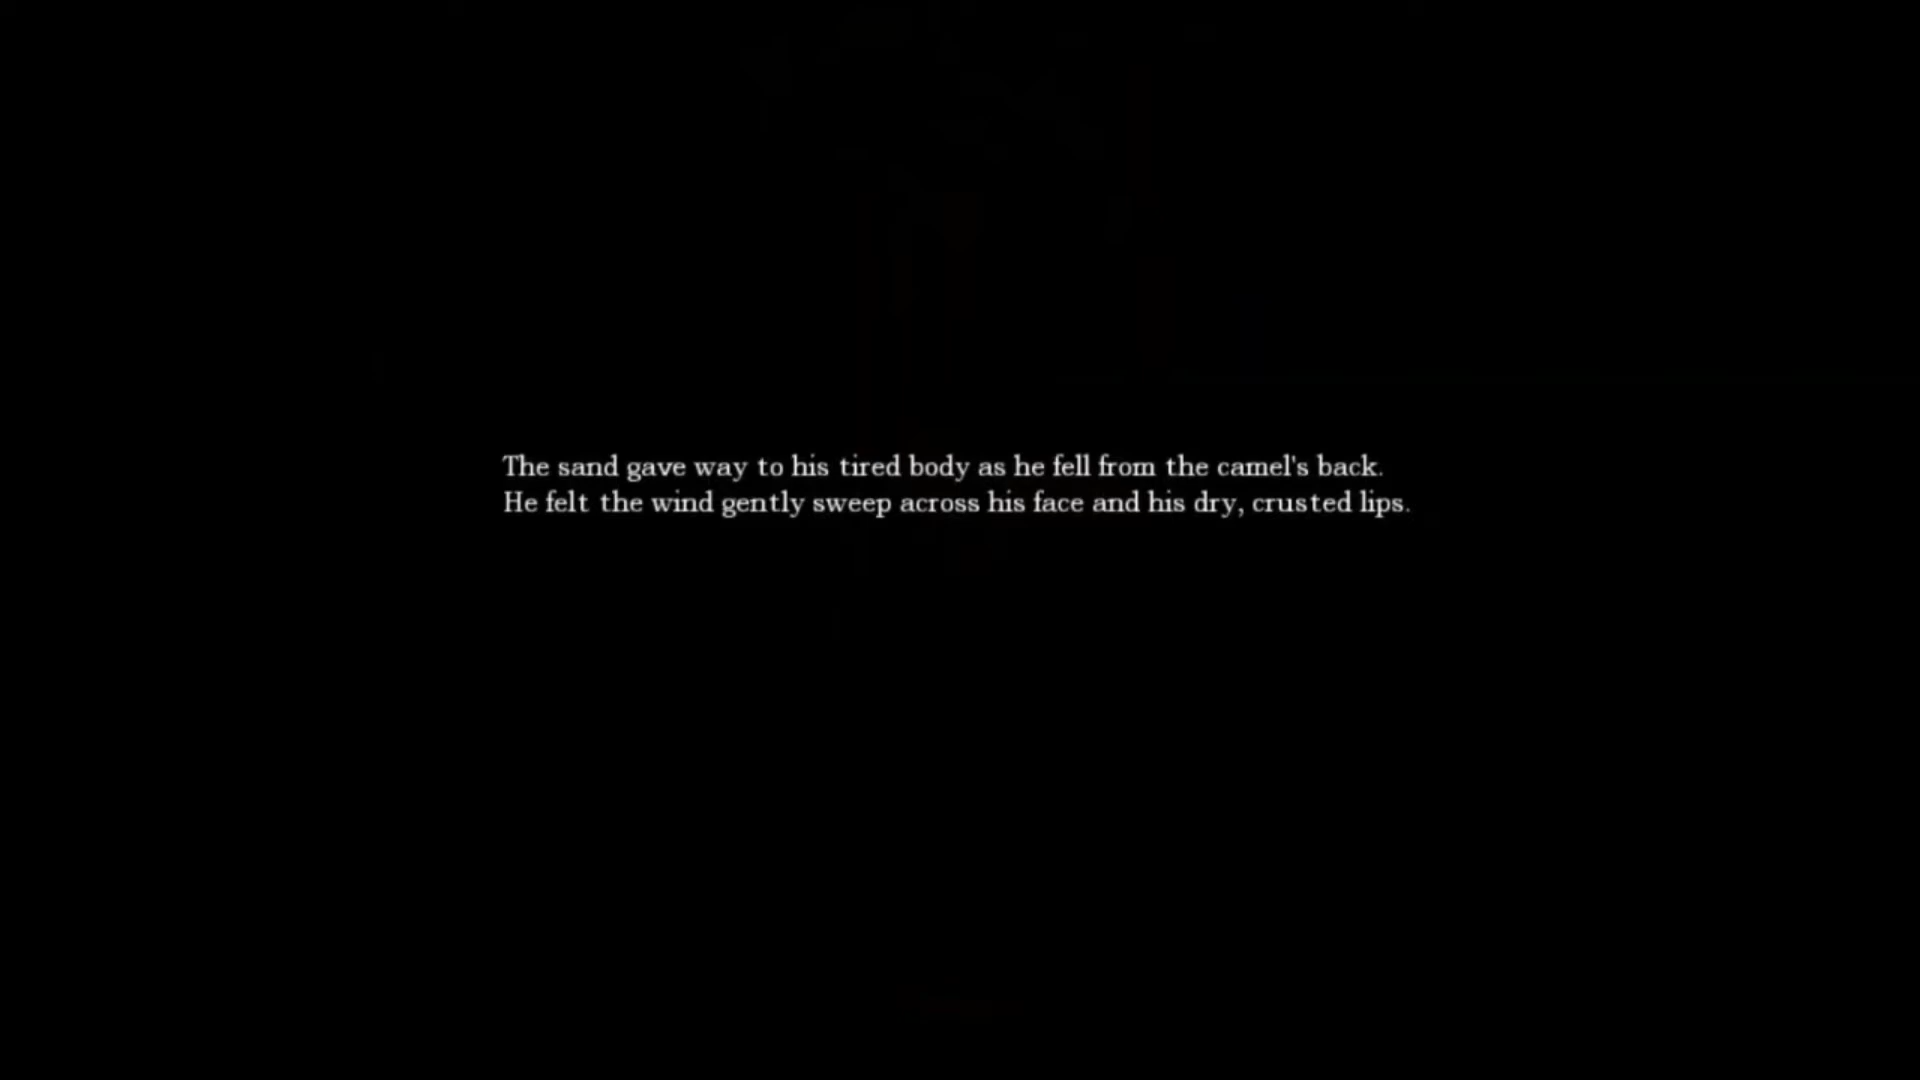 The sand gave way to his tired body as he fell from the camel's back.
He felt the wind gently sweep across his face and his dry, crusted lips.